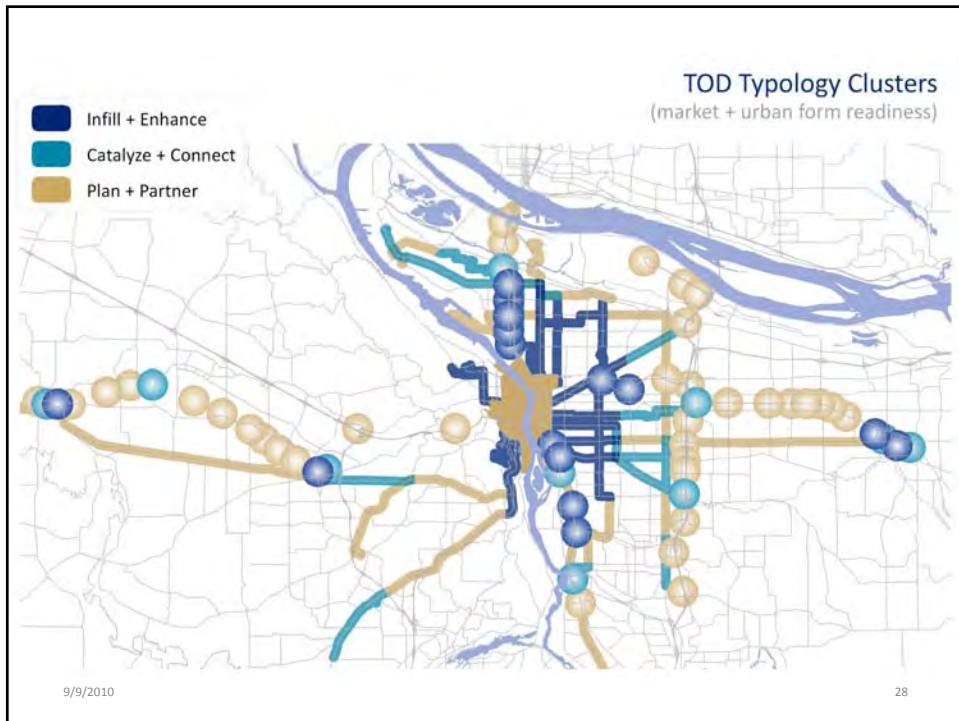 TOD Typology Clusters
(market + urban form readiness)
Infill + Enhance
Catalyze + Connect
Plan + Partner
9/9/2010
28